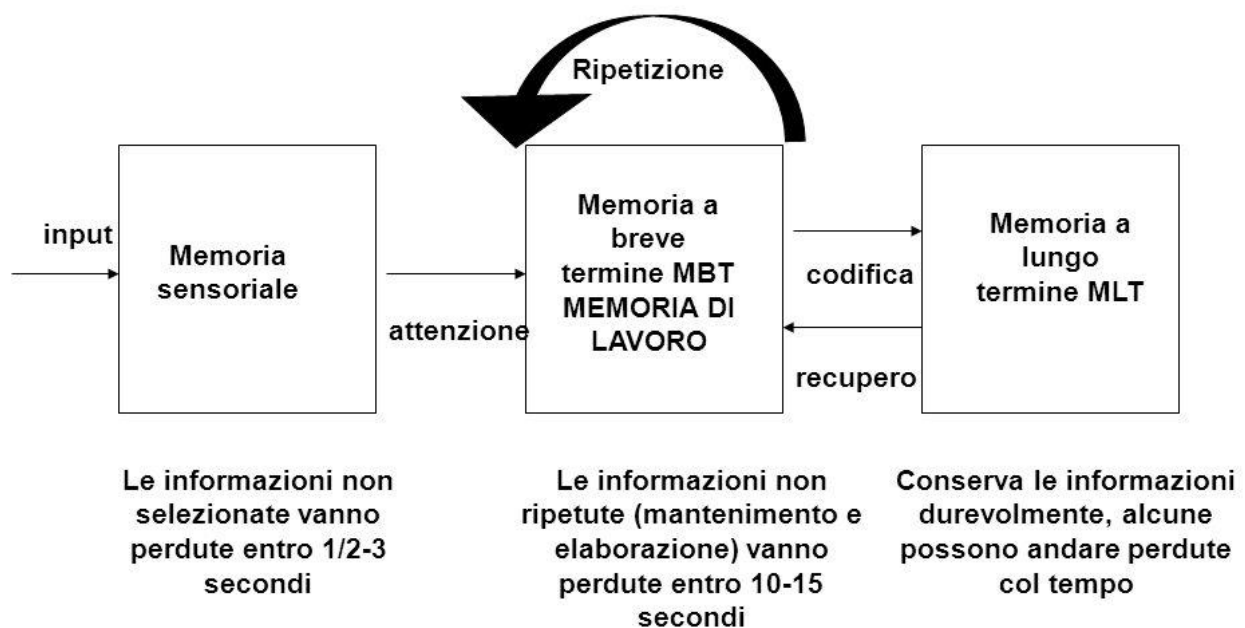 Ripetizione
input
Memoria
sensoriale
attenzione
Memoria a
breve
termine MBT
MEMORIA DI
LAVORO
codifica
recupero
Memoria a
lungo
termine MLT
Le informazioni non
selezionate vanno
perdute entro 1/2-3
secondi
Le informazioni non
ripetute (mantenimento e
elaborazione) vanno
perdute entro 10-15
secondi
Conserva le informazioni
durevolmente, alcune
possono andare perdute
col tempo